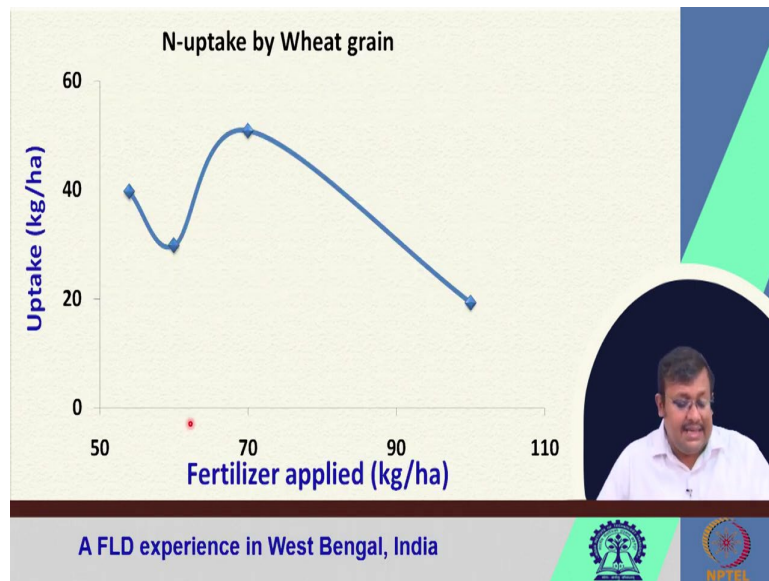 N-uptake by Wheat grain
60
40
20
0
Uptake (kg/ha)
50 70 90 110
Fertilizer applied (kg/ha)
A FLD experience in West Bengal, India
NPTEL